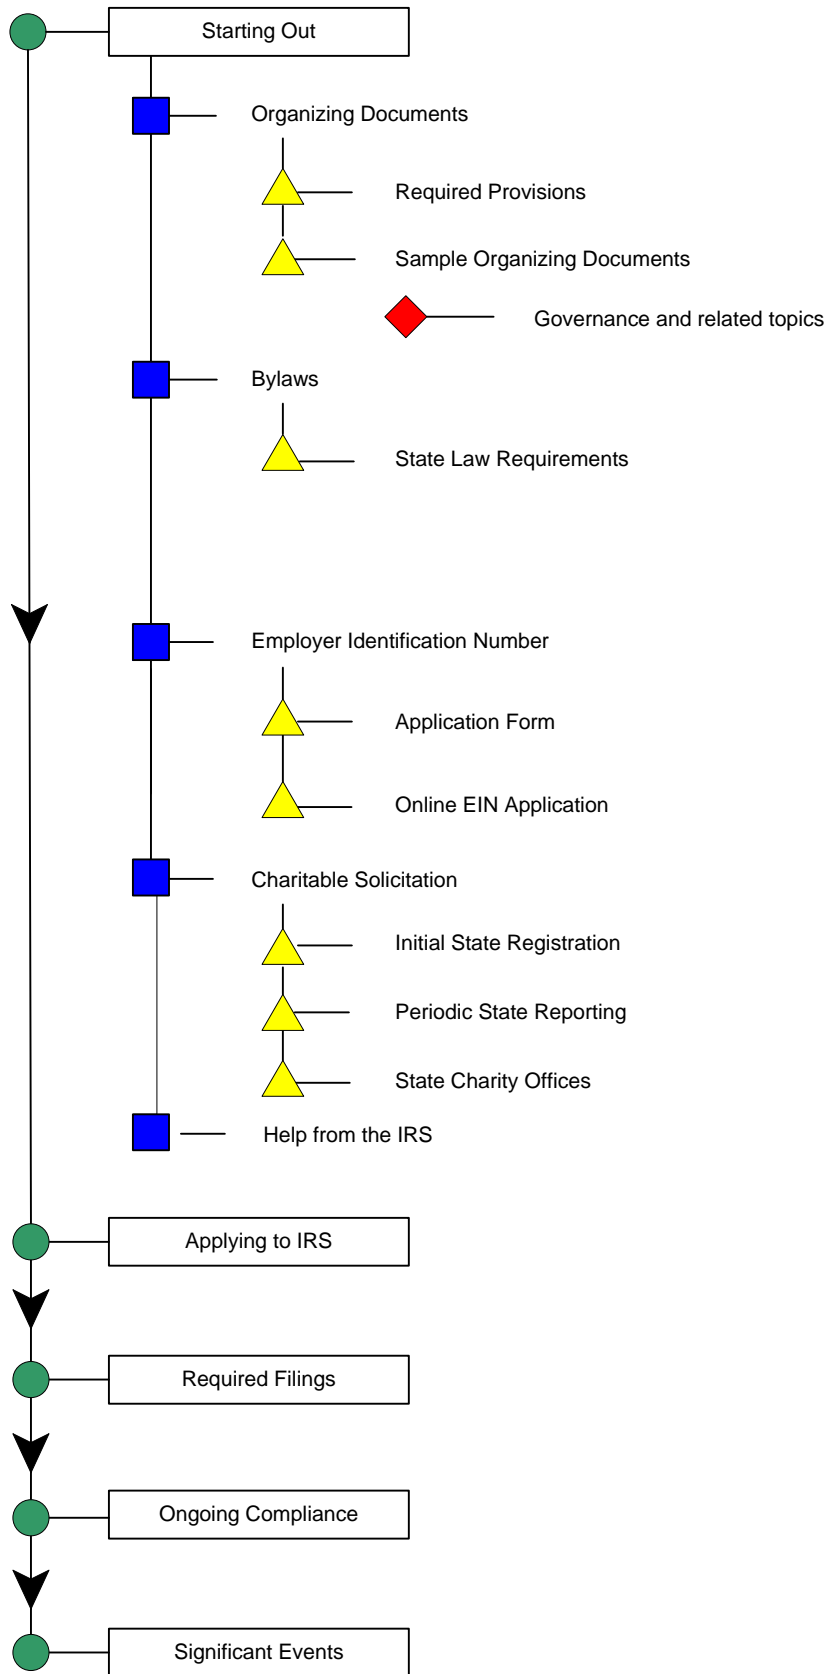 Starting Out
Organizing Documents
Required Provisions
Sample Organizing Documents
Governance and related topics
Bylaws
State Law Requirements
Employer Identification Number
Application Form
Online EIN Application
Charitable Solicitation
Initial State Registration
Periodic State Reporting
State Charity Offices
Help from the IRS
Applying to IRS
Required Filings
Ongoing Compliance
Significant Events